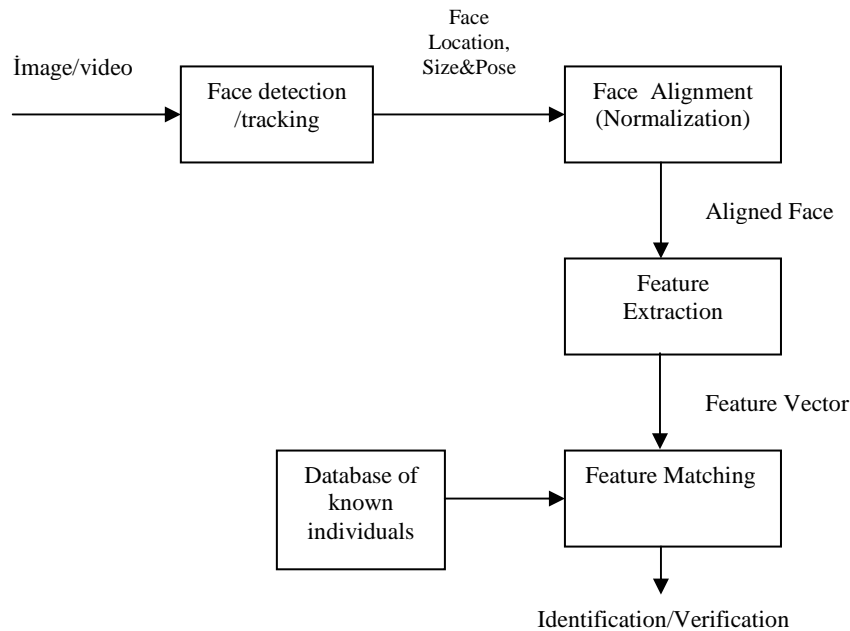 Face
Location,
Size&Pose
İmage/video
Face detection
/tracking
Face Alignment
(Normalization)
Aligned Face
Feature
Extraction
Feature Vector
Database of
known
individuals
Feature Matching
Identification/Verification